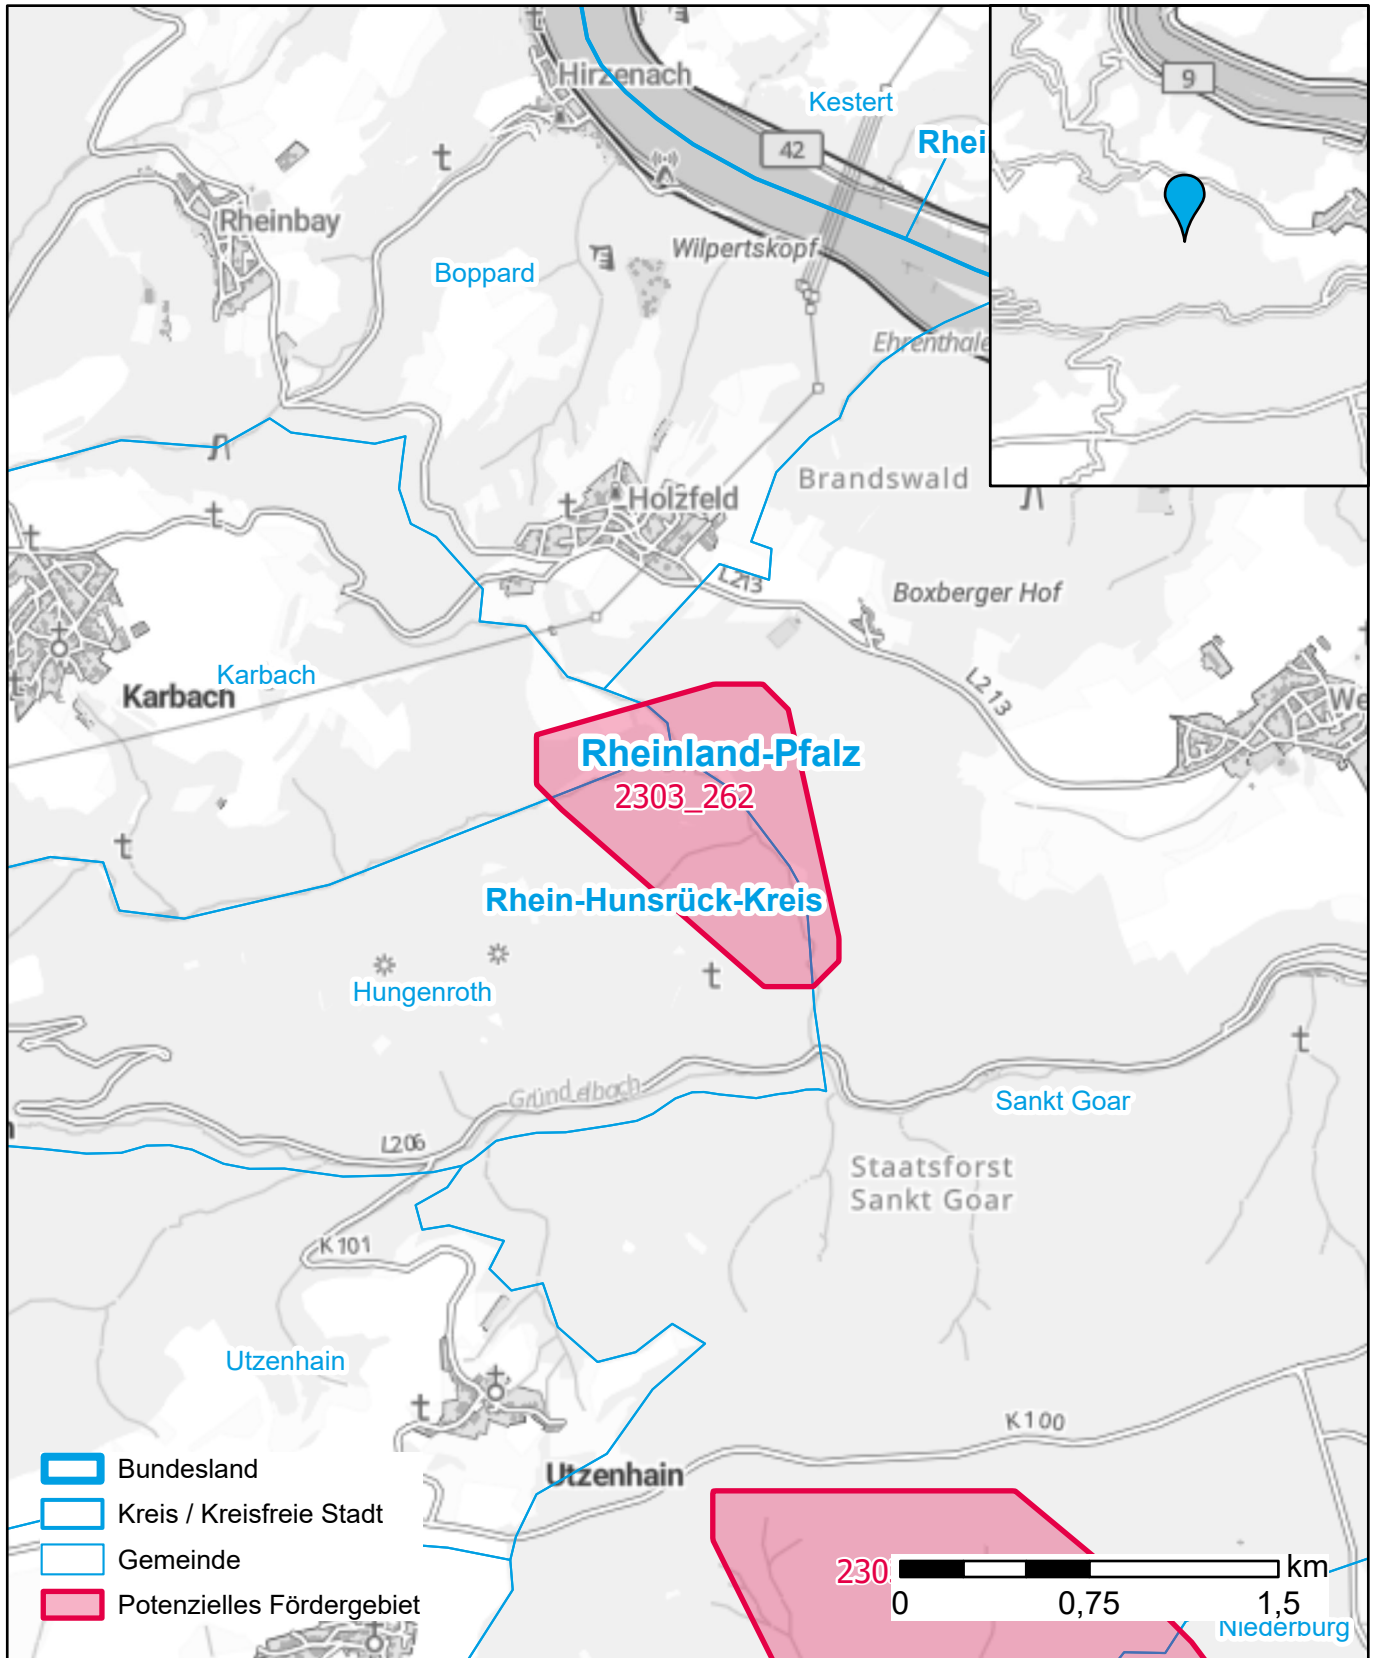 Hirzenach
Kestert
42
Rhei
9
Rheinbay
Wilpertskopf
Boppard
Ehrenthale
Brandswald
Holzfeld
L213
Boxberger Hof
Karbach
Karbach
L213
We
Rheinland-Pfalz
2303_262
Rhein-Hunsrück-Kreis
Hungenroth
Gründelbach
Sankt Goar
L206
Staatsforst
Sankt Goar
K101
Utzenhain
K100
Utzenhain
Bundesland
Kreis / Kreisfreie Stadt
Gemeinde
Potenzielles Fördergebiet
230
km
0 0,75 1,5
Niederburg